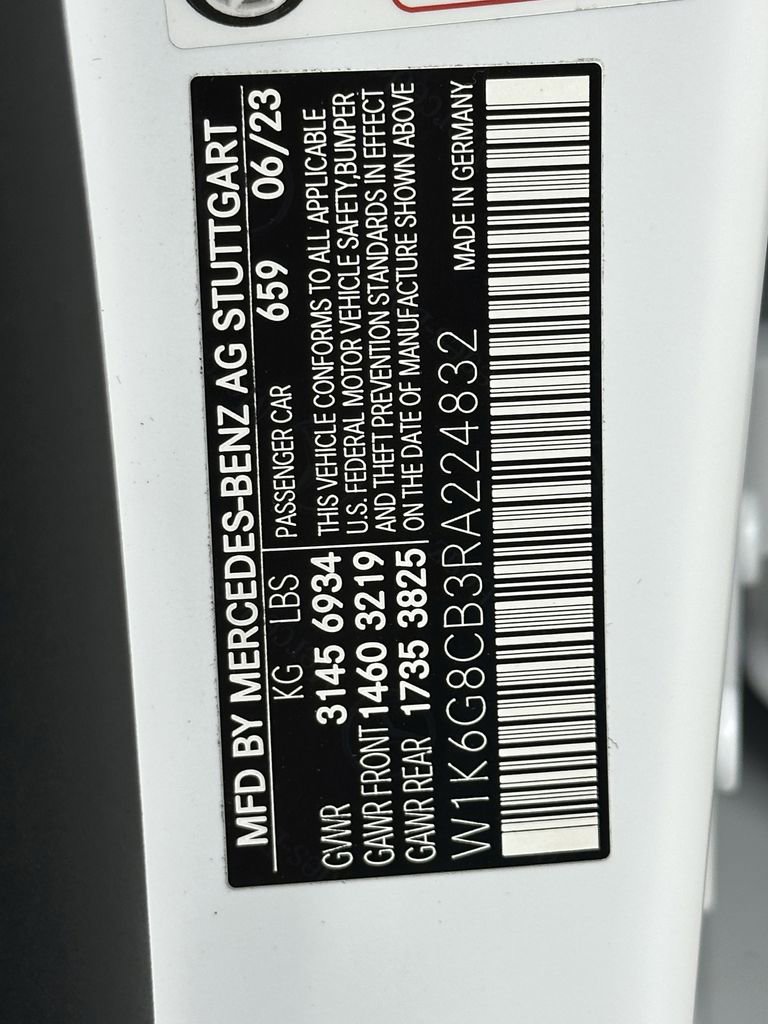 MFD BY MERCEDES-BENZ AG STUTTGART
KG LBS PASSENGER CAR 659 06/23
GVWR 3145 6934 THIS VEHICLE CONFORMS TO ALL APPLICABLE
U.S. FEDERAL MOTOR VEHICLE SAFETY,BUMPER
GAWR FRONT 1460 3219 AND THEFT PREVENTION STANDARDS IN EFFECT
GAWR REAR 1735 3825 ON THE DATE OF MANUFACTURE SHOWN ABOVE
W1K6G8CB3RA224832 MADE IN GERMANY